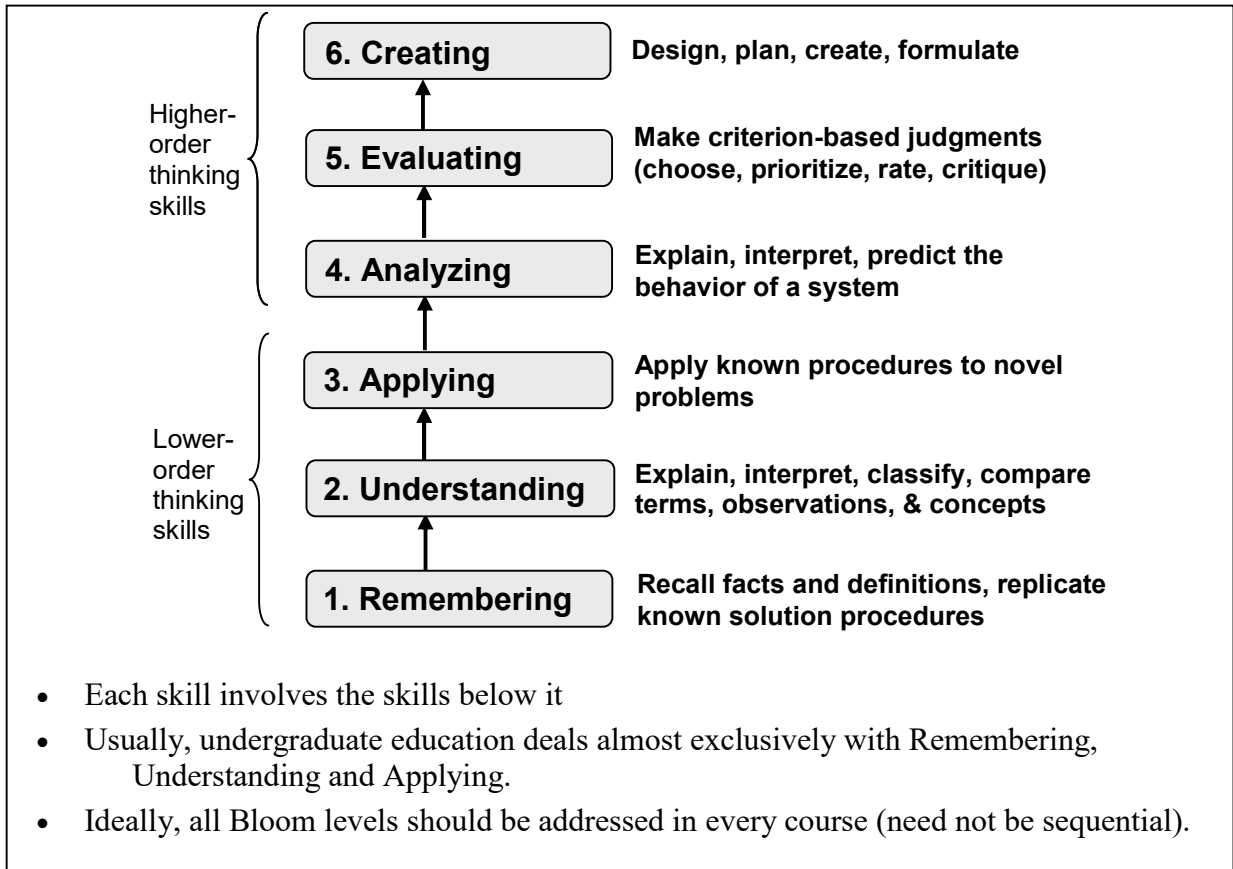 6. Creating
Design, plan, create, formulate
Higher-
order
thinking
skills
5. Evaluating
Make criterion-based judgments
(choose, prioritize, rate, critique)
4. Analyzing
Explain, interpret, predict the
behavior of a system
3. Applying
Apply known procedures to novel
problems
Lower-
order
thinking
skills
2. Understanding
Explain, interpret, classify, compare
terms, observations, & concepts
1. Remembering
Recall facts and definitions, replicate
known solution procedures
• Each skill involves the skills below it
• Usually, undergraduate education deals almost exclusively with Remembering,
Understanding and Applying.
• Ideally, all Bloom levels should be addressed in every course (need not be sequential).